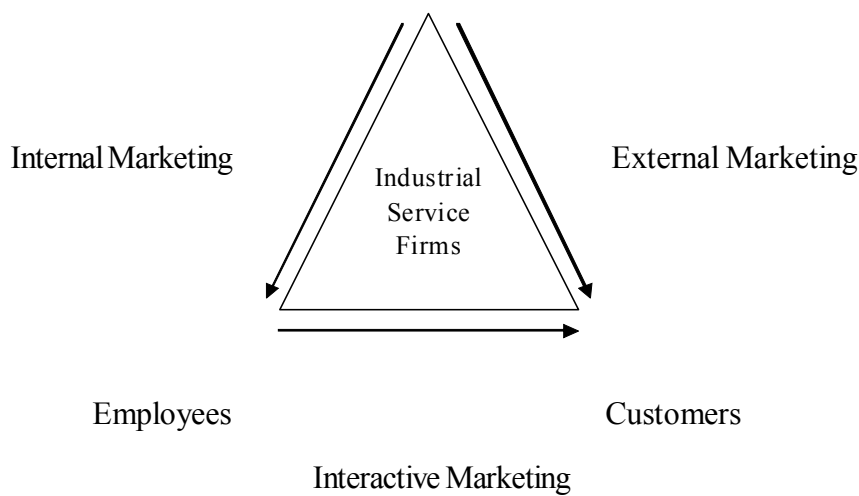 Internal Marketing
External Marketing
Industrial
Service
Firms
Employees
Customers
Interactive Marketing